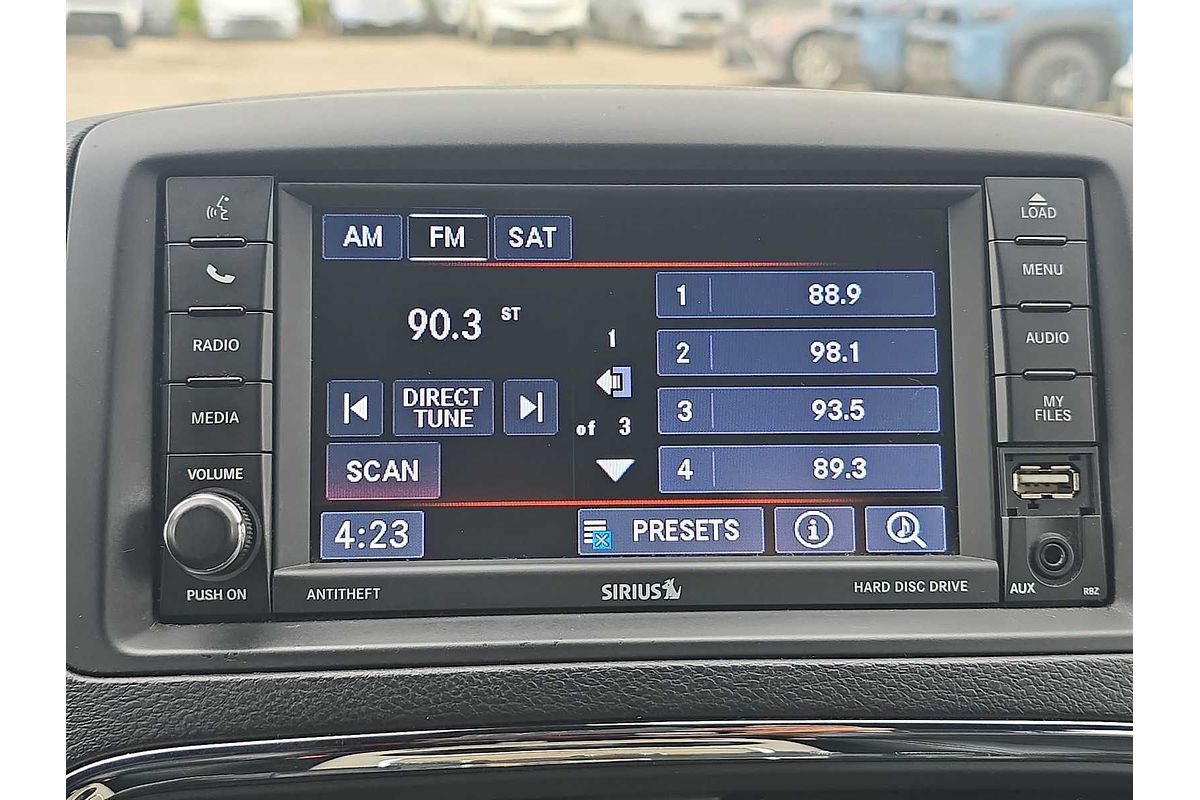 AM FM SAT
90.3 ST
DIRECT
TUNE
SCAN
4:23
1
of 3
1 88.9
2 98.1
3 93.5
4 89.3
PRESETS
i
RADIO
MEDIA
VOLUME
PUSH ON
LOAD
MENU
AUDIO
MY
FILES
AUX
RBZ
ANTITHEFT
SIRIUS
HARD DISC DRIVE